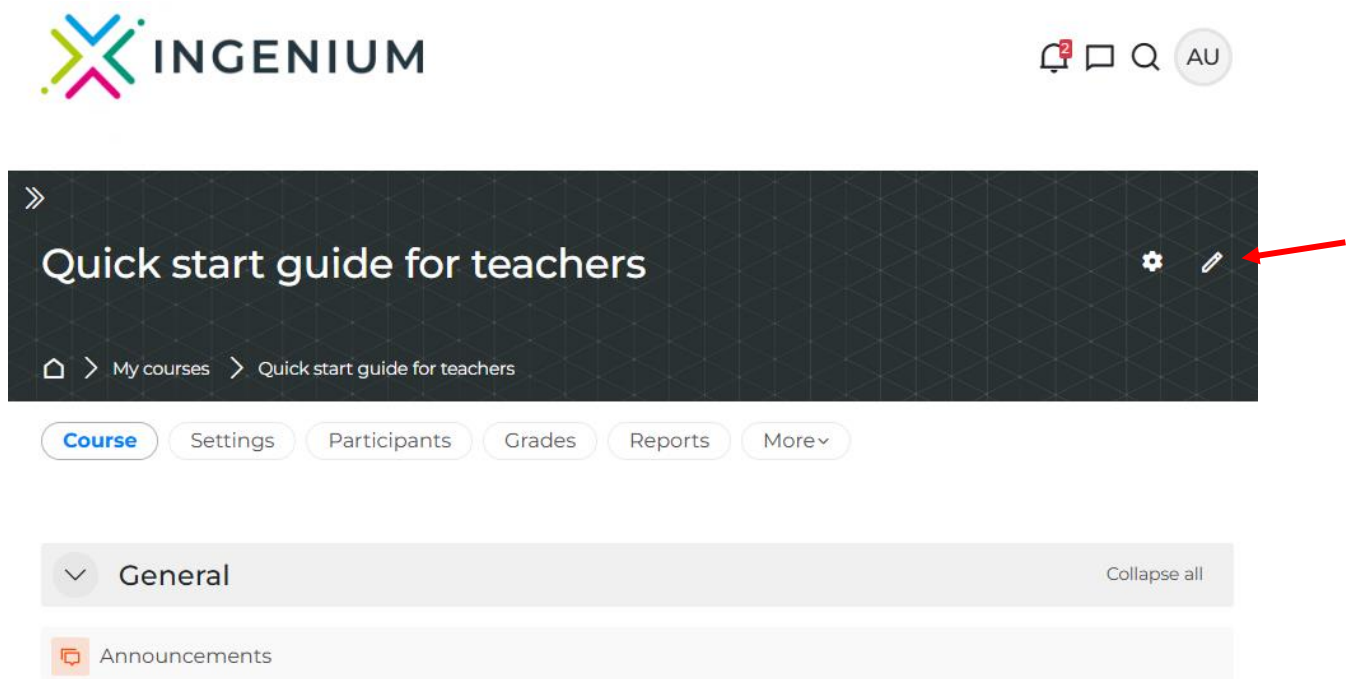 INGENIUM
2
AU
Quick start guide for teachers
My courses Quick start guide for teachers
Course Settings Participants Grades Reports More
General Collapse all
Announcements